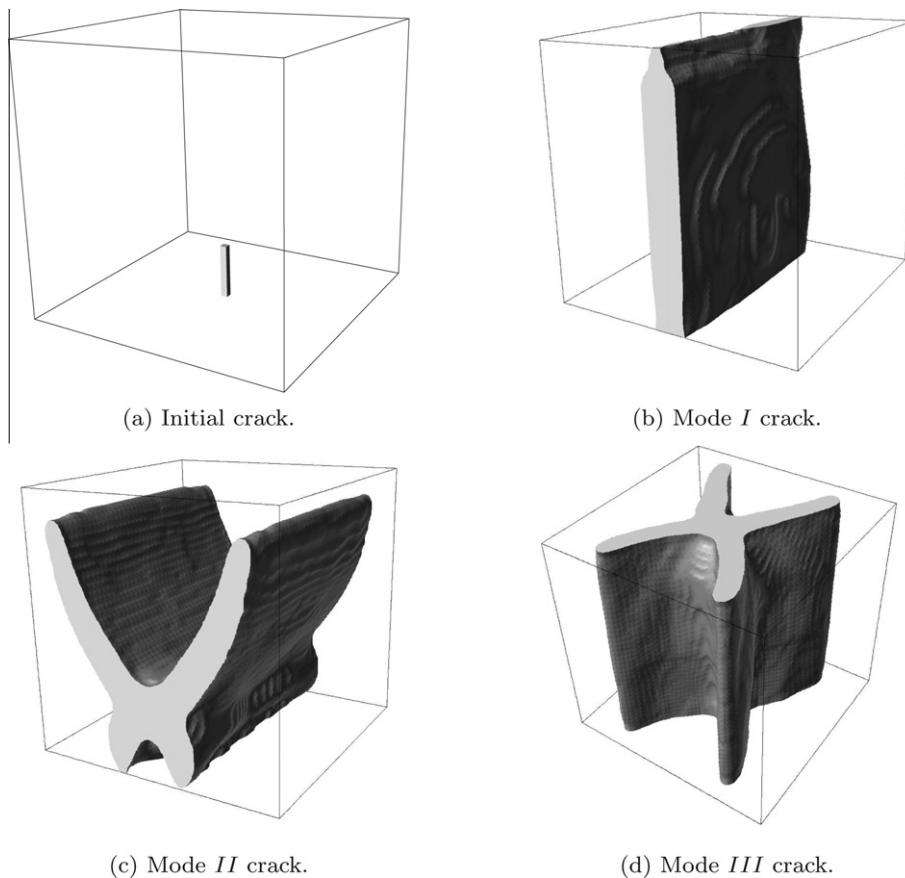 (a) Initial crack.
(b) Mode I crack.
(c) Mode II crack.
(d) Mode III crack.